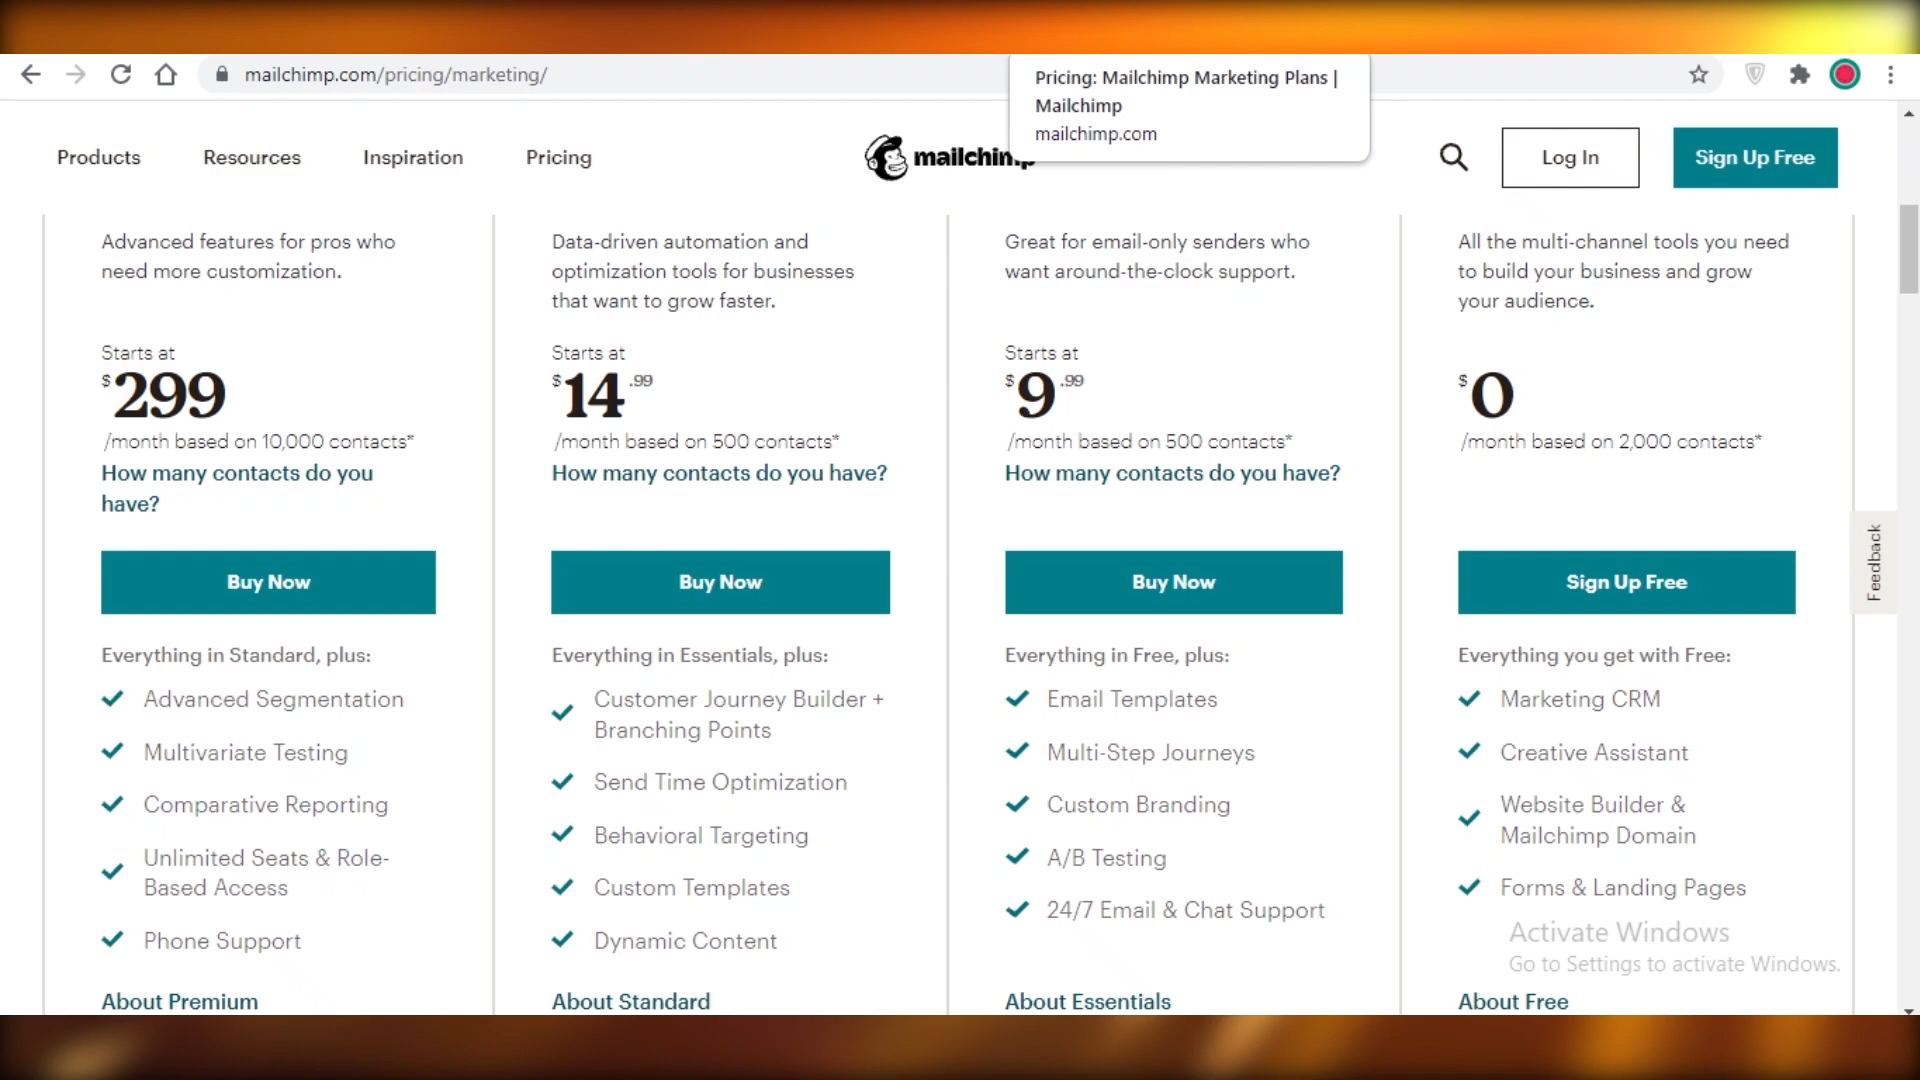 mailchimp.com/pricing/marketing/
Pricing: Mailchimp Marketing Plans |
Mailchimp
mailchimp.com
Products
Resources
Inspiration
Pricing
mailchimp
Log In
Sign Up Free
Advanced features for pros who
need more customization.
Starts at
$299
/month based on 10,000 contacts*
How many contacts do you
have?
Buy Now
Everything in Standard, plus:
Advanced Segmentation
Multivariate Testing
Comparative Reporting
Unlimited Seats & Role-
Based Access
Phone Support
About Premium
Data-driven automation and
optimization tools for businesses
that want to grow faster.
Starts at
$14.99
/month based on 500 contacts*
How many contacts do you have?
Buy Now
Everything in Essentials, plus:
Customer Journey Builder +
Branching Points
Send Time Optimization
Behavioral Targeting
Custom Templates
Dynamic Content
About Standard
Great for email-only senders who
want around-the-clock support.
Starts at
$9.99
/month based on 500 contacts*
How many contacts do you have?
Buy Now
Everything in Free, plus:
Email Templates
Multi-Step Journeys
Custom Branding
A/B Testing
24/7 Email & Chat Support
About Essentials
All the multi-channel tools you need
to build your business and grow
your audience.
$0
/month based on 2,000 contacts*
Sign Up Free
Everything you get with Free:
Marketing CRM
Creative Assistant
Website Builder &
Mailchimp Domain
Forms & Landing Pages
About Free
Feedback
Activate Windows
Go to Settings to activate Windows.